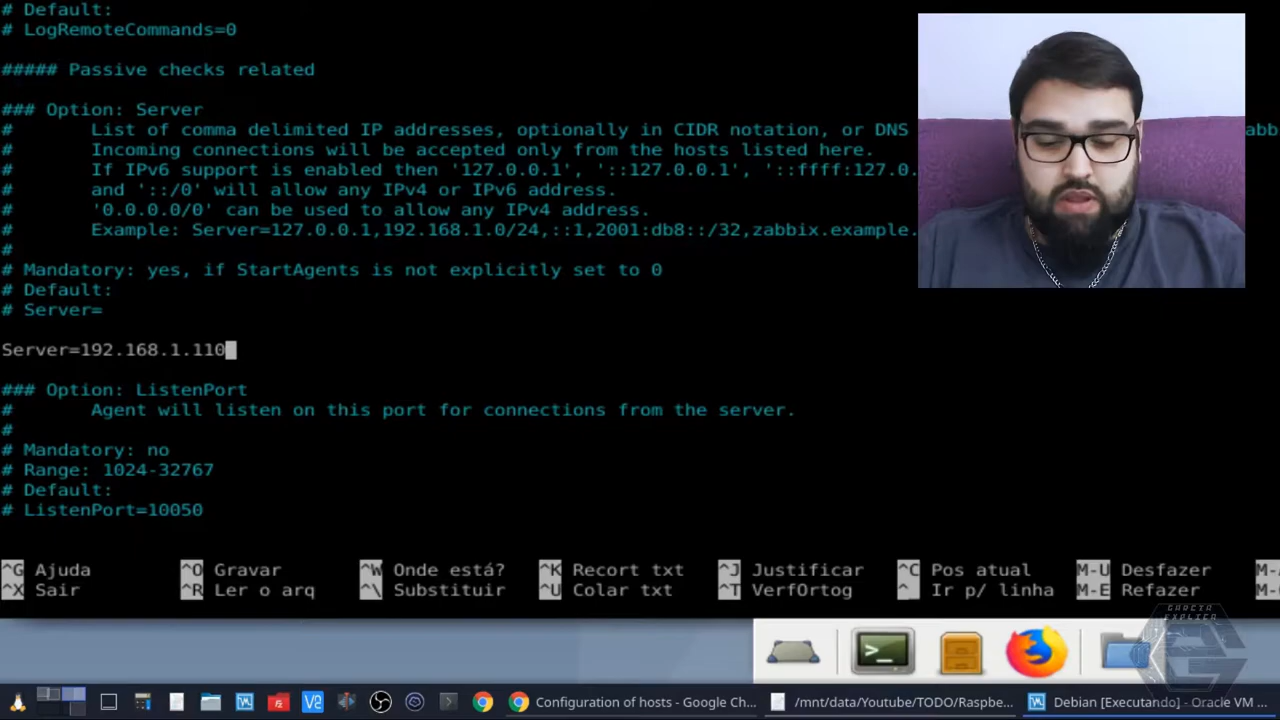 # Default:
# LogRemoteCommands=0
##### Passive checks related
### Option: Server
#       List of comma delimited IP addresses, optionally in CIDR notation, or DNS
#       Incoming connections will be accepted only from the hosts listed here.
#       If IPv6 support is enabled then '127.0.0.1', '::127.0.0.1', '::ffff:127.0.
#       and '::/0' will allow any IPv4 or IPv6 address.
#       '0.0.0.0/0' can be used to allow any IPv4 address.
#       Example: Server=127.0.0.1,192.168.1.0/24,::1,2001:db8::/32,zabbix.example.
#
# Mandatory: yes, if StartAgents is not explicitly set to 0
# Default:
# Server=
Server=192.168.1.110
### Option: ListenPort
#       Agent will listen on this port for connections from the server.
#
# Mandatory: no
# Range: 1024-32767
# Default:
# ListenPort=10050
^G Ajuda ^O Gravar ^W Onde está? ^K Recort txt ^J Justificar ^C Pos atual M-U Desfazer
^X Sair ^R Ler o arq ^\ Substituir ^U Colar txt ^T VerfOrtog ^_ Ir p/ linha M-E Refazer
GARCIA
EXPLICA
Configuration of hosts - Google Ch... /mnt/data/Youtube/TODO/Raspbe... Debian [Executando] - Oracle VM ...